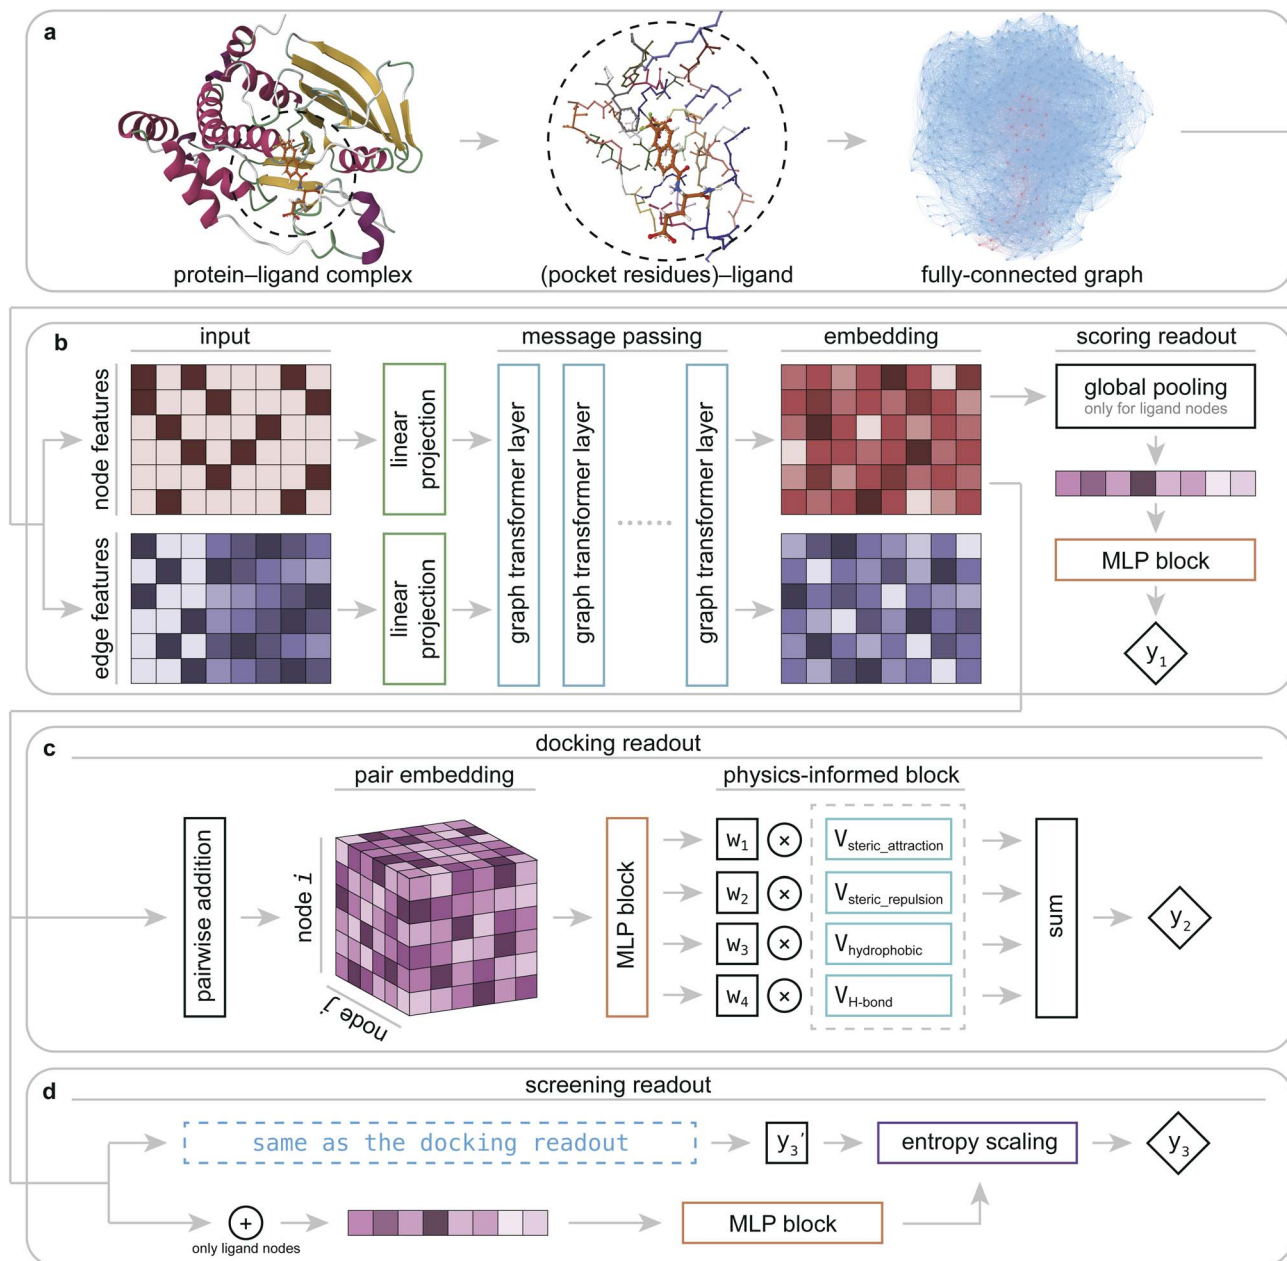 a
protein–ligand complex
(pocket residues)–ligand
fully-connected graph
b
input
message passing
embedding
scoring readout
node features
linear
projection
graph transformer layer
graph transformer layer
graph transformer layer
global pooling
only for ligand nodes
edge features
linear
projection
MLP block
y1
c
docking readout
pair embedding
physics-informed block
pairwise addition
node i
node j
MLP block
w1 × Vsteric_attraction
w2 × Vsteric_repulsion
w3 × Vhydrophobic
w4 × VH-bond
sum
y2
d
screening readout
same as the docking readout
y3'
entropy scaling
y3
+
only ligand nodes
MLP block